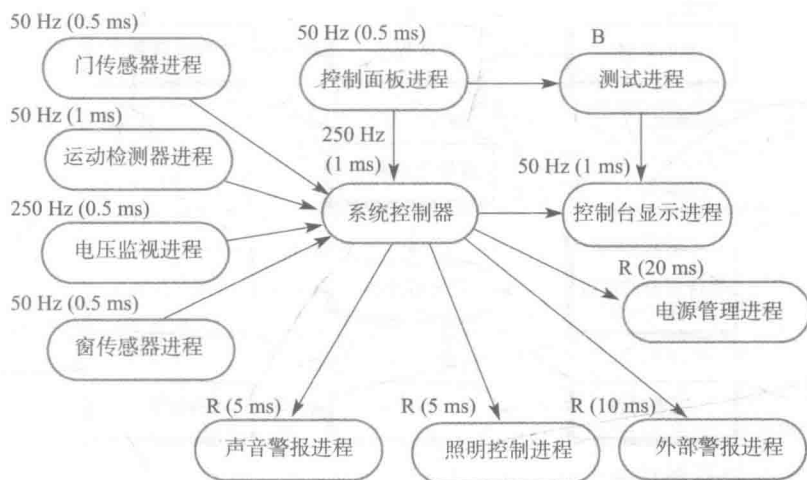 50 Hz (0.5 ms)
门传感器进程
50 Hz (0.5 ms)
控制面板进程
B
测试进程
50 Hz (1 ms)
运动检测器进程
250 Hz
(1 ms)
系统控制器
50 Hz (1 ms)
控制台显示进程
250 Hz (0.5 ms)
电压监视进程
R (20 ms)
电源管理进程
50 Hz (0.5 ms)
窗传感器进程
R (5 ms)
声音警报进程
R (5 ms)
照明控制进程
R (10 ms)
外部警报进程